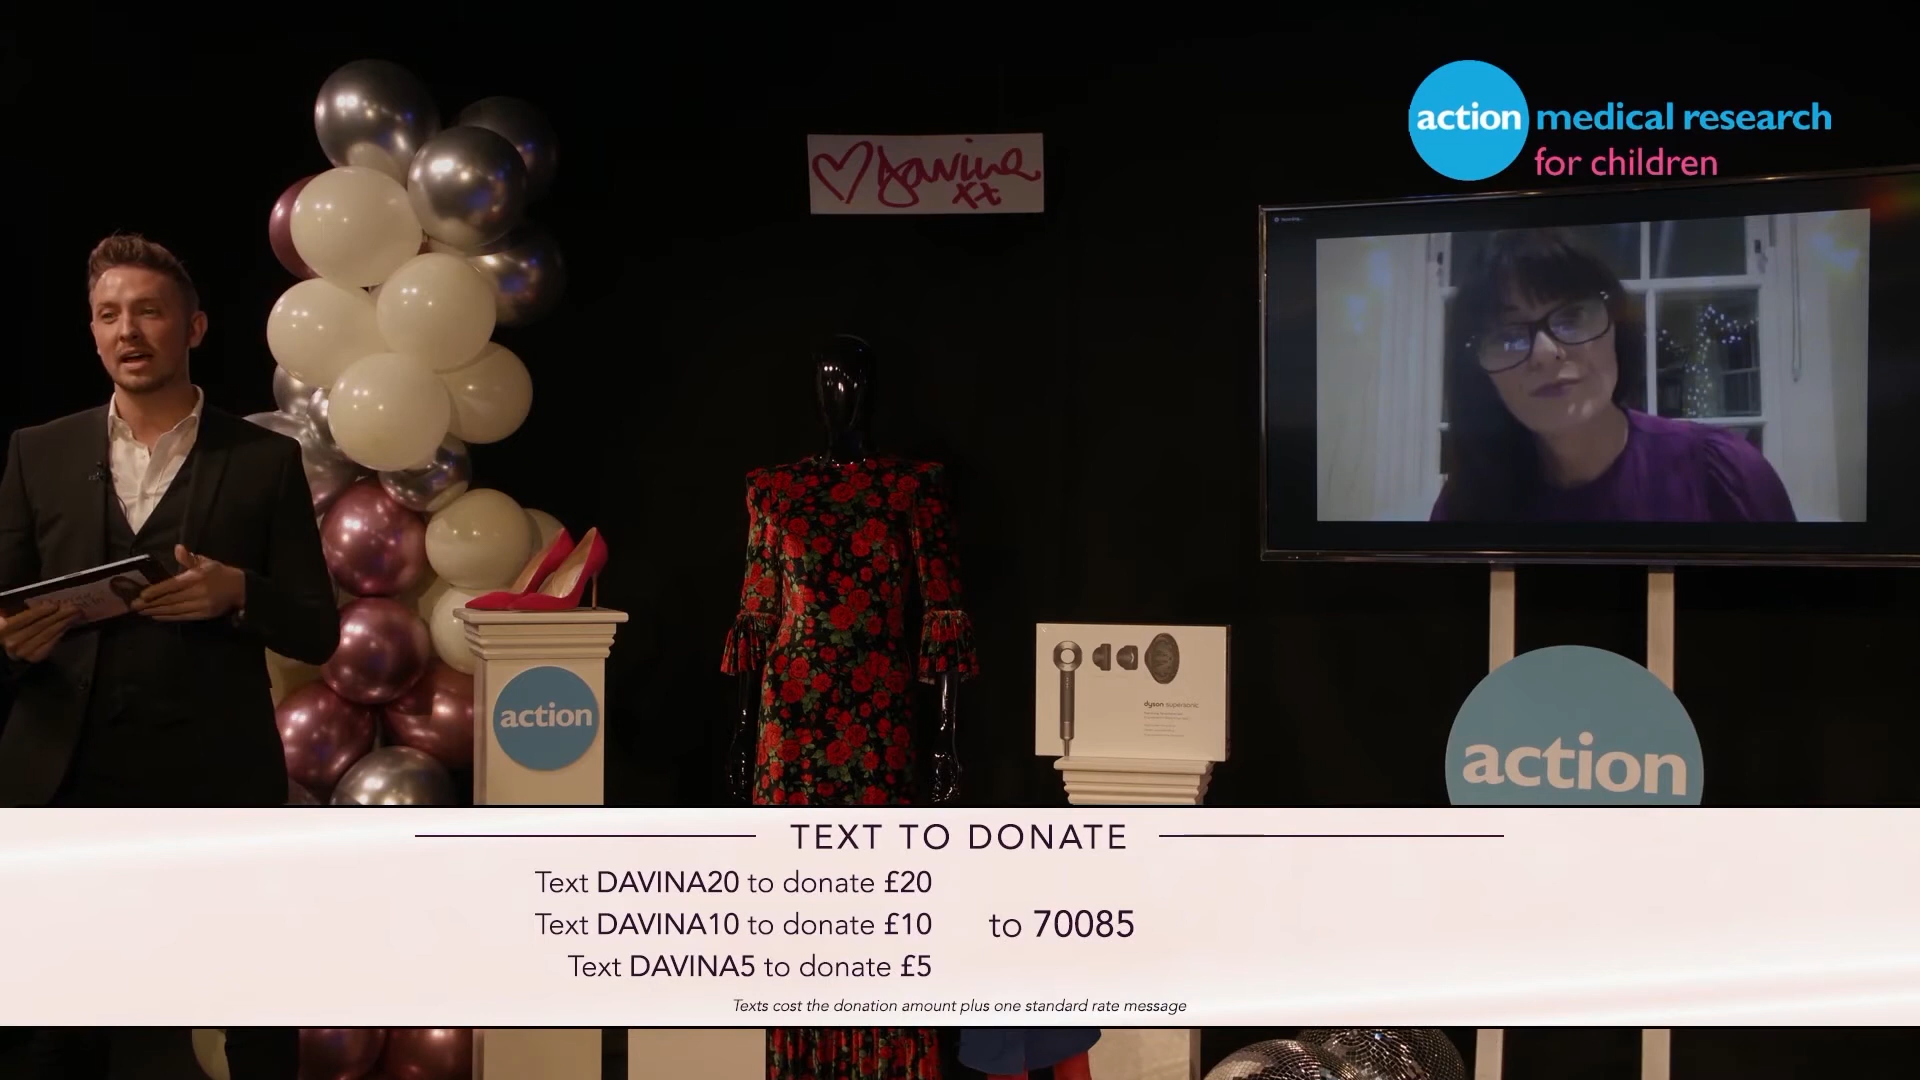 action medical research
for children
♡ Davina
xx
dyson supersonic
action
action
TEXT TO DONATE
Text DAVINA20 to donate £20
Text DAVINA10 to donate £10
to 70085
Text DAVINA5 to donate £5
Texts cost the donation amount plus one standard rate message